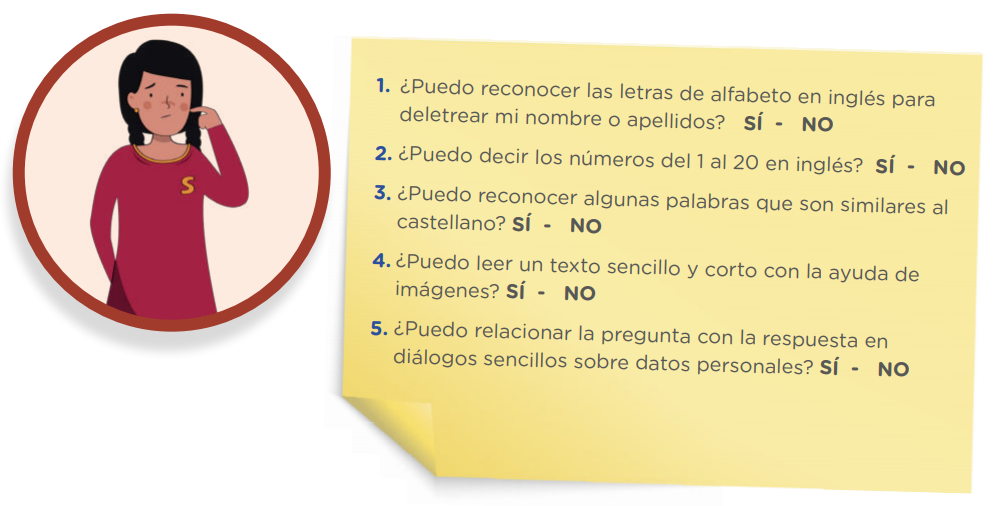 S
1. ¿Puedo reconocer las letras de alfabeto en inglés para
deletrear mi nombre o apellidos? SÍ - NO
2. ¿Puedo decir los números del 1 al 20 en inglés? SÍ - NO
3. ¿Puedo reconocer algunas palabras que son similares al
castellano? SÍ - NO
4. ¿Puedo leer un texto sencillo y corto con la ayuda de
imágenes? SÍ - NO
5. ¿Puedo relacionar la pregunta con la respuesta en
diálogos sencillos sobre datos personales? SÍ - NO